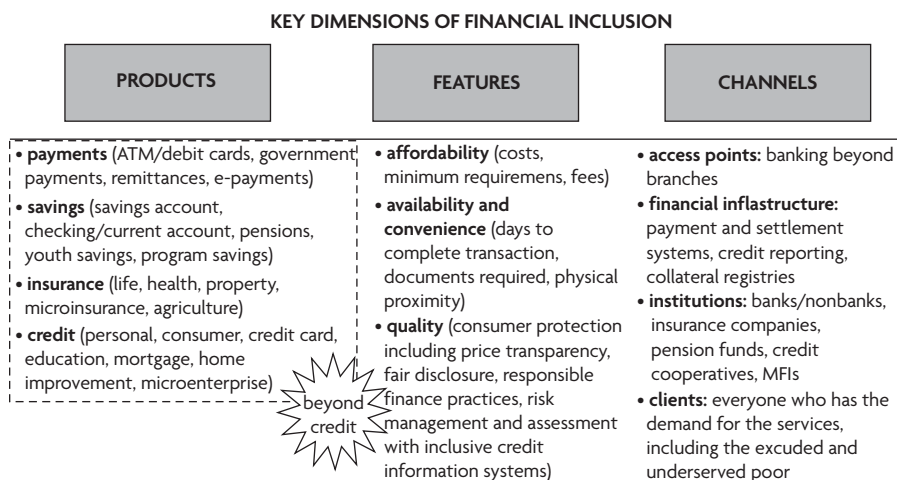 KEY DIMENSIONS OF FINANCIAL INCLUSION
PRODUCTS
• payments (ATM/debit cards, government
payments, remittances, e-payments)
• savings (savings account,
checking/current account, pensions,
youth savings, program savings)
• insurance (life, health, property,
microinsurance, agriculture)
• credit (personal, consumer, credit card,
education, mortgage, home
improvement, microenterprise)
beyond
credit
FEATURES
• affordability (costs,
minimum requiremens, fees)
• availability and
convenience (days to
complete transaction,
documents required, physical
proximity)
• quality (consumer protection
including price transparency,
fair disclosure, responsible
finance practices, risk
management and assessment
with inclusive credit
information systems)
CHANNELS
• access points: banking beyond
branches
• financial inflastructure:
payment and settlement
systems, credit reporting,
collateral registries
• institutions: banks/nonbanks,
insurance companies,
pension funds, credit
cooperatives, MFIs
• clients: everyone who has the
demand for the services,
including the excuded and
underserved poor